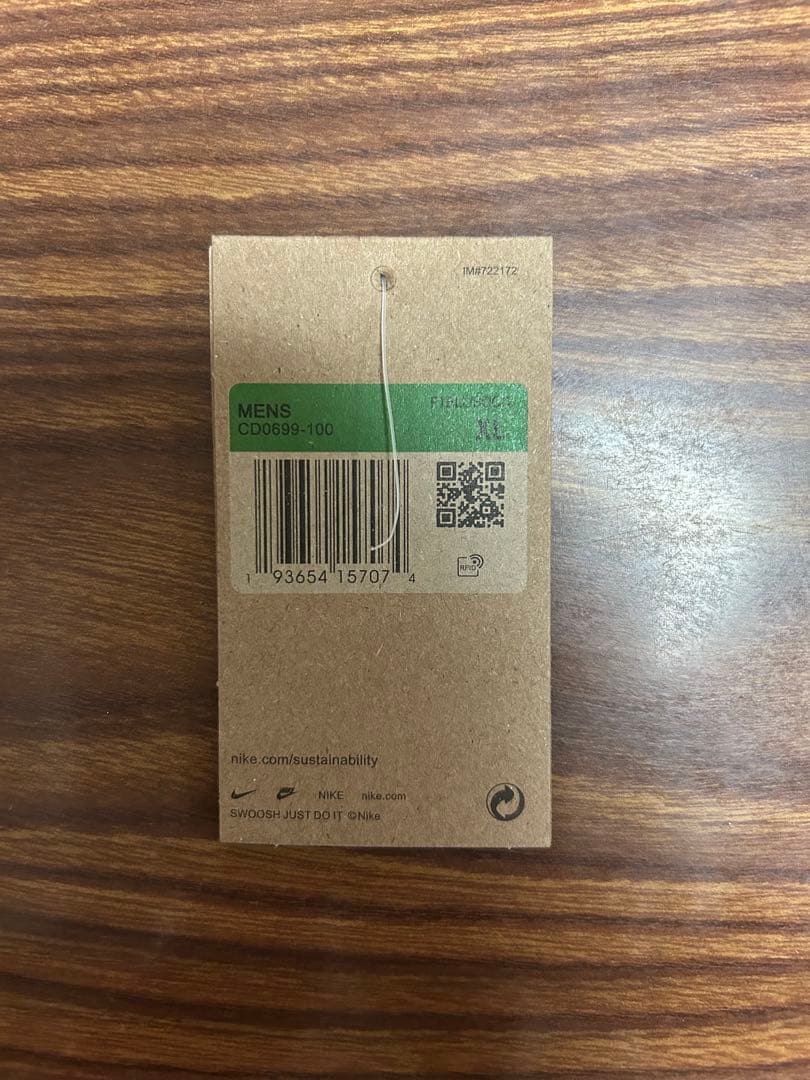 IM#722172
MENS
CD0699-100
XL
1 93654 15707 4
RFID
nike.com/sustainability
NIKE nike.com
SWOOSH JUST DO IT ©Nike